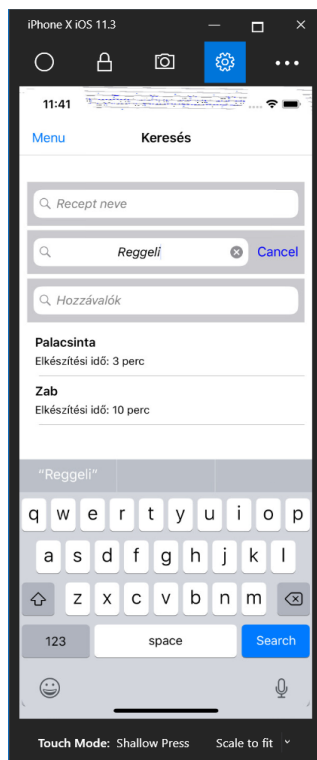 iPhone X iOS 11.3
11:41
Menu Keresés
Recept neve
Reggeli Cancel
Hozzávalók
Palacsinta
Elkészítési idő: 3 perc
Zab
Elkészítési idő: 10 perc
"Reggeli"
q w e r t y u i o p
a s d f g h j k l
z x c v b n m
123 space Search
Touch Mode: Shallow Press Scale to fit